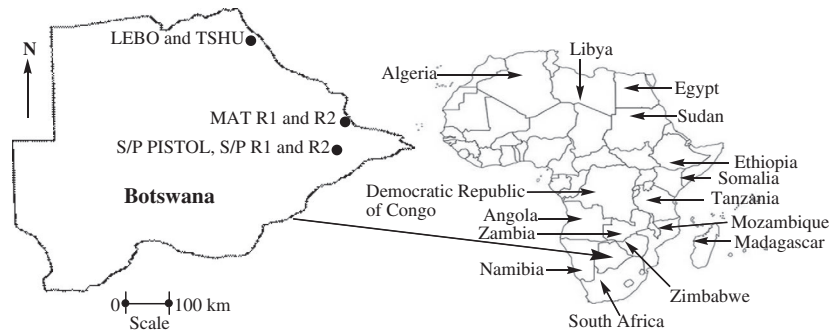 N
LEBO and TSHU
MAT R1 and R2
S/P PISTOL, S/P R1 and R2
Botswana
0
100 km
Scale
Algeria
Libya
Egypt
Sudan
Ethiopia
Somalia
Tanzania
Democratic Republic
of Congo
Angola
Zambia
Mozambique
Madagascar
Namibia
Zimbabwe
South Africa